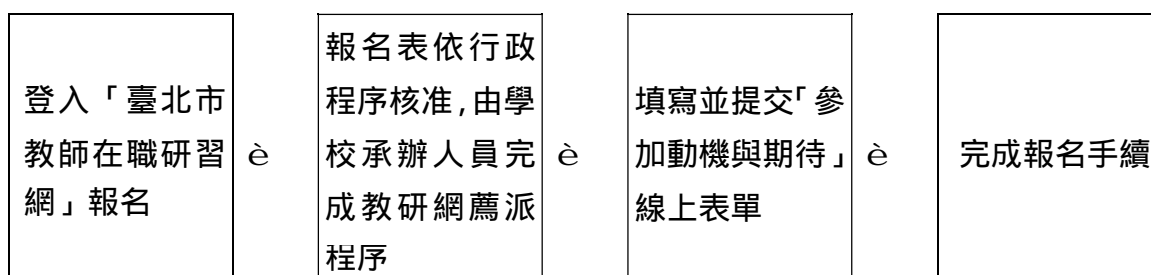 登入「臺北市
教師在職研習
網」報名
è
報名表依行政
程序核准,由學
校承辦人員完
成教研網薦派
程序
è
填寫並提交「參
加動機與期待」
線上表單
è
完成報名手續